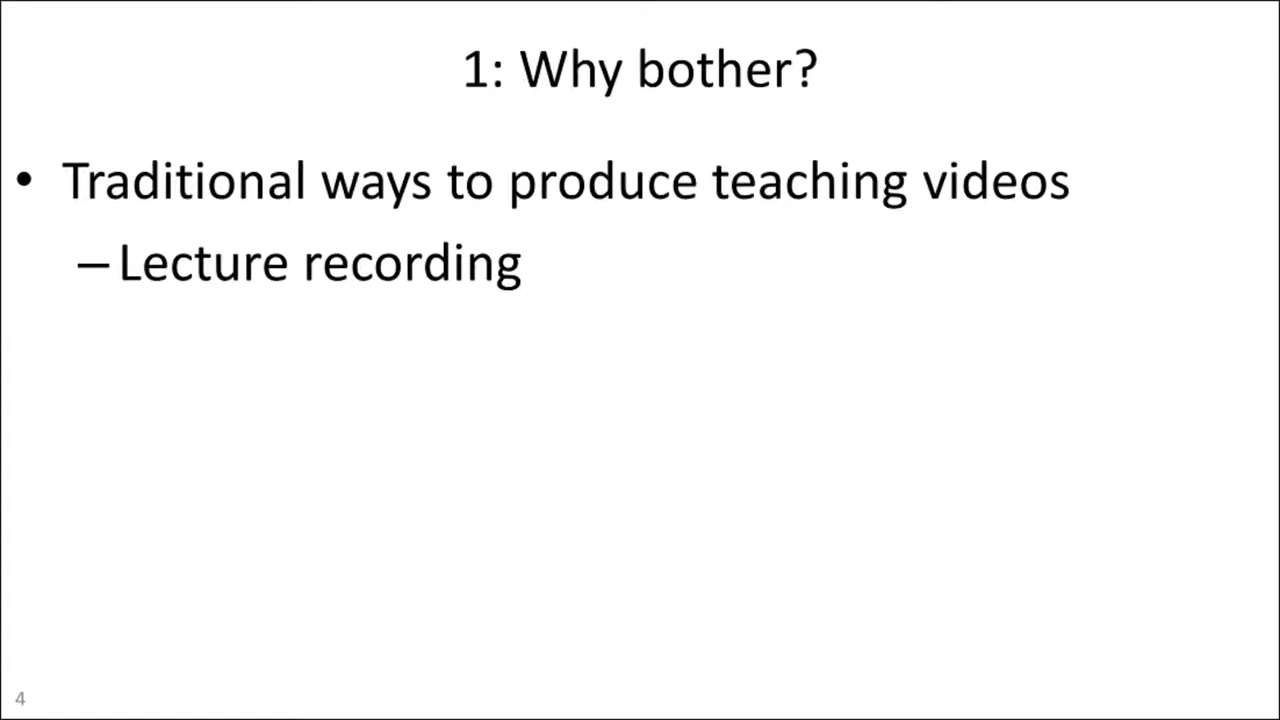 1: Why bother?
• Traditional ways to produce teaching videos
– Lecture recording
4